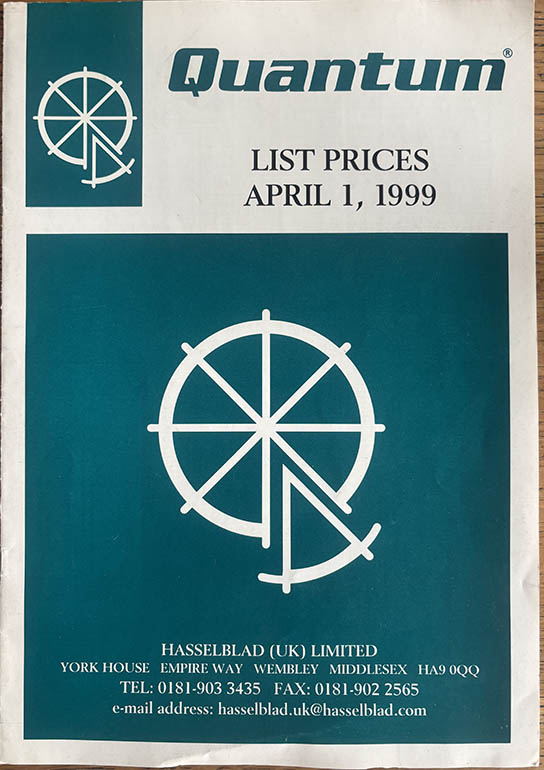 Quantum®
LIST PRICES
APRIL 1, 1999
HASSELBLAD (UK) LIMITED
YORK HOUSE EMPIRE WAY WEMBLEY MIDDLESEX HA9 0QQ
TEL: 0181-903 3435 FAX: 0181-902 2565
e-mail address: hasselblad.uk@hasselblad.com